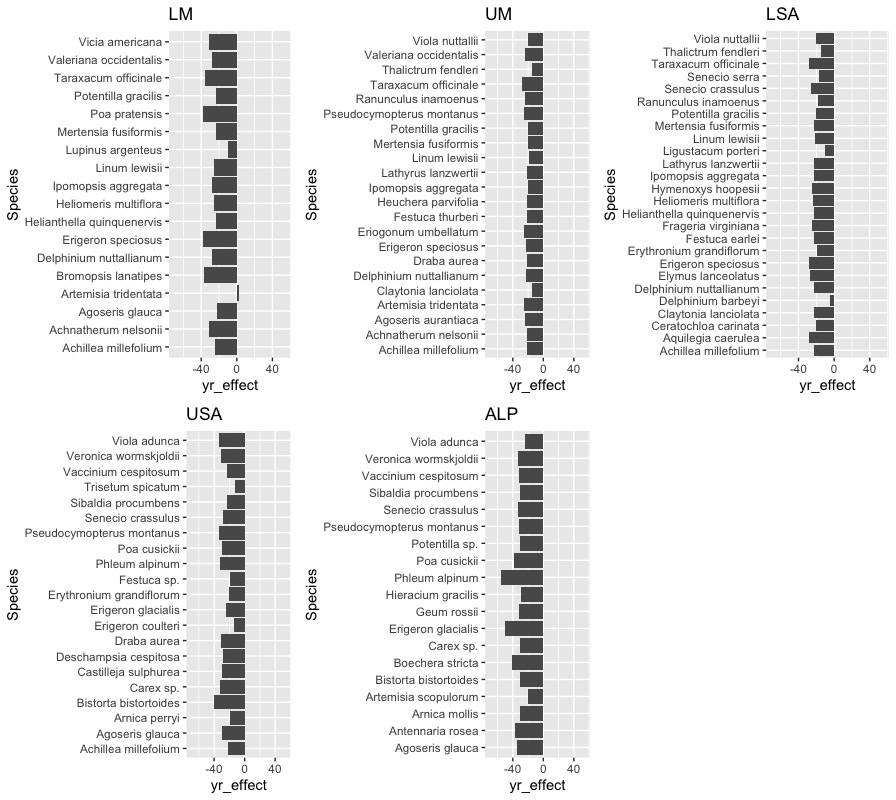 LM
Species
Vicia americana
Valeriana occidentalis
Taraxacum officinale
Potentilla gracilis
Poa pratensis
Mertensia fusiformis
Lupinus argenteus
Linum lewisii
Ipomopsis aggregata
Heliomeris multiflora
Helianthella quinquenervis
Erigeron speciosus
Delphinium nuttallianum
Bromopsis lanatipes
Artemisia tridentata
Agoseris glauca
Achnatherum nelsonii
Achillea millefolium
-40 0 40
yr_effect
UM
Species
Viola nuttallii
Valeriana occidentalis
Thalictrum fendleri
Taraxacum officinale
Ranunculus inamoenus
Pseudocymopterus montanus
Potentilla gracilis
Mertensia fusiformis
Linum lewisii
Lathyrus lanzwertii
Ipomopsis aggregata
Heuchera parvifolia
Festuca thurberi
Eriogonum umbellatum
Erigeron speciosus
Draba aurea
Delphinium nuttallianum
Claytonia lanciolata
Artemisia tridentata
Agoseris aurantiaca
Achnatherum nelsonii
Achillea millefolium
-40 0 40
yr_effect
LSA
Species
Viola nuttallii
Thalictrum fendleri
Taraxacum officinale
Senecio serra
Senecio crassulus
Ranunculus inamoenus
Potentilla gracilis
Mertensia fusiformis
Linum lewisii
Ligustacum porteri
Lathyrus lanzwertii
Ipomopsis aggregata
Hymenoxys hoopesii
Heliomeris multiflora
Helianthella quinquenervis
Frageria virginiana
Festuca earlei
Erythronium grandiflorum
Erigeron speciosus
Elymus lanceolatus
Delphinium nuttallianum
Delphinium barbeyi
Claytonia lanciolata
Ceratochloa carinata
Aquilegia caerulea
Achillea millefolium
-40 0 40
yr_effect
USA
Species
Viola adunca
Veronica wormskjoldii
Vaccinium cespitosum
Trisetum spicatum
Sibaldia procumbens
Senecio crassulus
Pseudocymopterus montanus
Poa cusickii
Phleum alpinum
Festuca sp.
Erythronium grandiflorum
Erigeron glacialis
Erigeron coulteri
Draba aurea
Deschampsia cespitosa
Castilleja sulphurea
Carex sp.
Bistorta bistortoides
Arnica perryi
Agoseris glauca
Achillea millefolium
-40 0 40
yr_effect
ALP
Species
Viola adunca
Veronica wormskjoldii
Vaccinium cespitosum
Sibaldia procumbens
Senecio crassulus
Pseudocymopterus montanus
Potentilla sp.
Poa cusickii
Phleum alpinum
Hieracium gracilis
Geum rossii
Erigeron glacialis
Carex sp.
Boechera stricta
Bistorta bistortoides
Artemisia scopulorum
Arnica mollis
Antennaria rosea
Agoseris glauca
-40 0 40
yr_effect